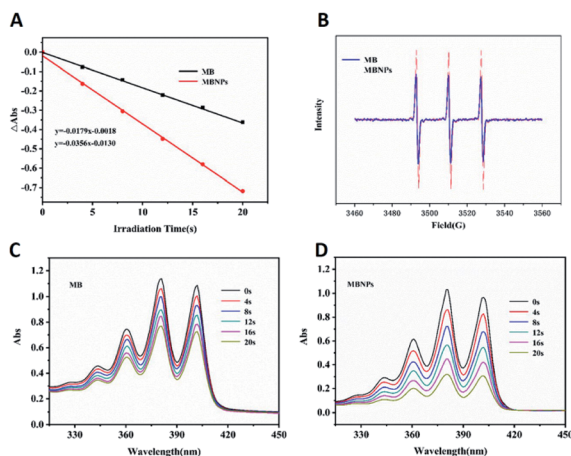 A
0.0
-0.1
-0.2
-0.3
-0.4
-0.5
-0.6
-0.7
△Abs
MB
MBNPs
y=-0.0179x-0.0018
y=-0.0356x-0.0130
0 5 10 15 20
Irradiation Time(s)
B
Intensity
MB
MBNPs
3460 3480 3500 3520 3540 3560
Field(G)
C
1.2
1.0
0.8
0.6
0.4
0.2
0.0
Abs
MB
0s
4s
8s
12s
16s
20s
330 360 390 420 450
Wavelength(nm)
D
1.2
1.0
0.8
0.6
0.4
0.2
0.0
Abs
MBNPs
0s
4s
8s
12s
16s
20s
330 360 390 420 450
Wavelength(nm)